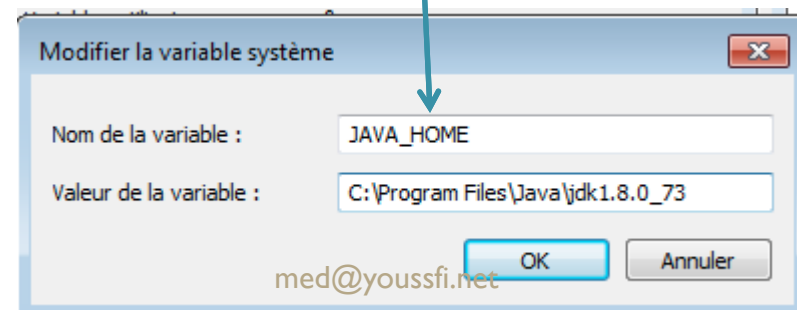 Modifier la variable système
Nom de la variable : JAVA_HOME
Valeur de la variable : C:\Program Files\Java\jdk1.8.0_73
OK Annuler
med@youssfi.net